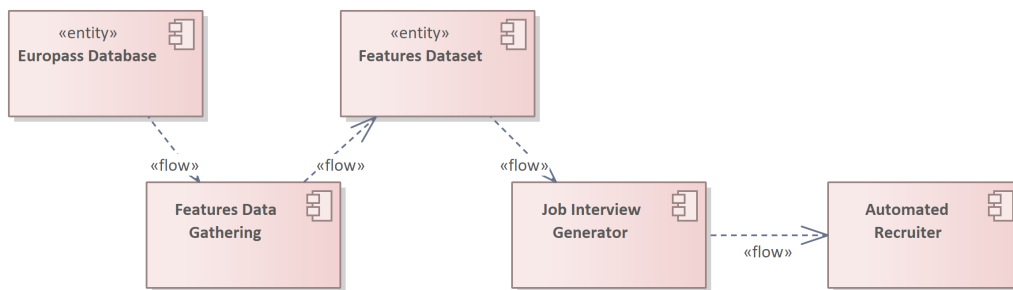 «entity»
Europass Database
«entity»
Features Dataset
«flow»
«flow»
«flow»
Features Data
Gathering
Job Interview
Generator
Automated
Recruiter
«flow»